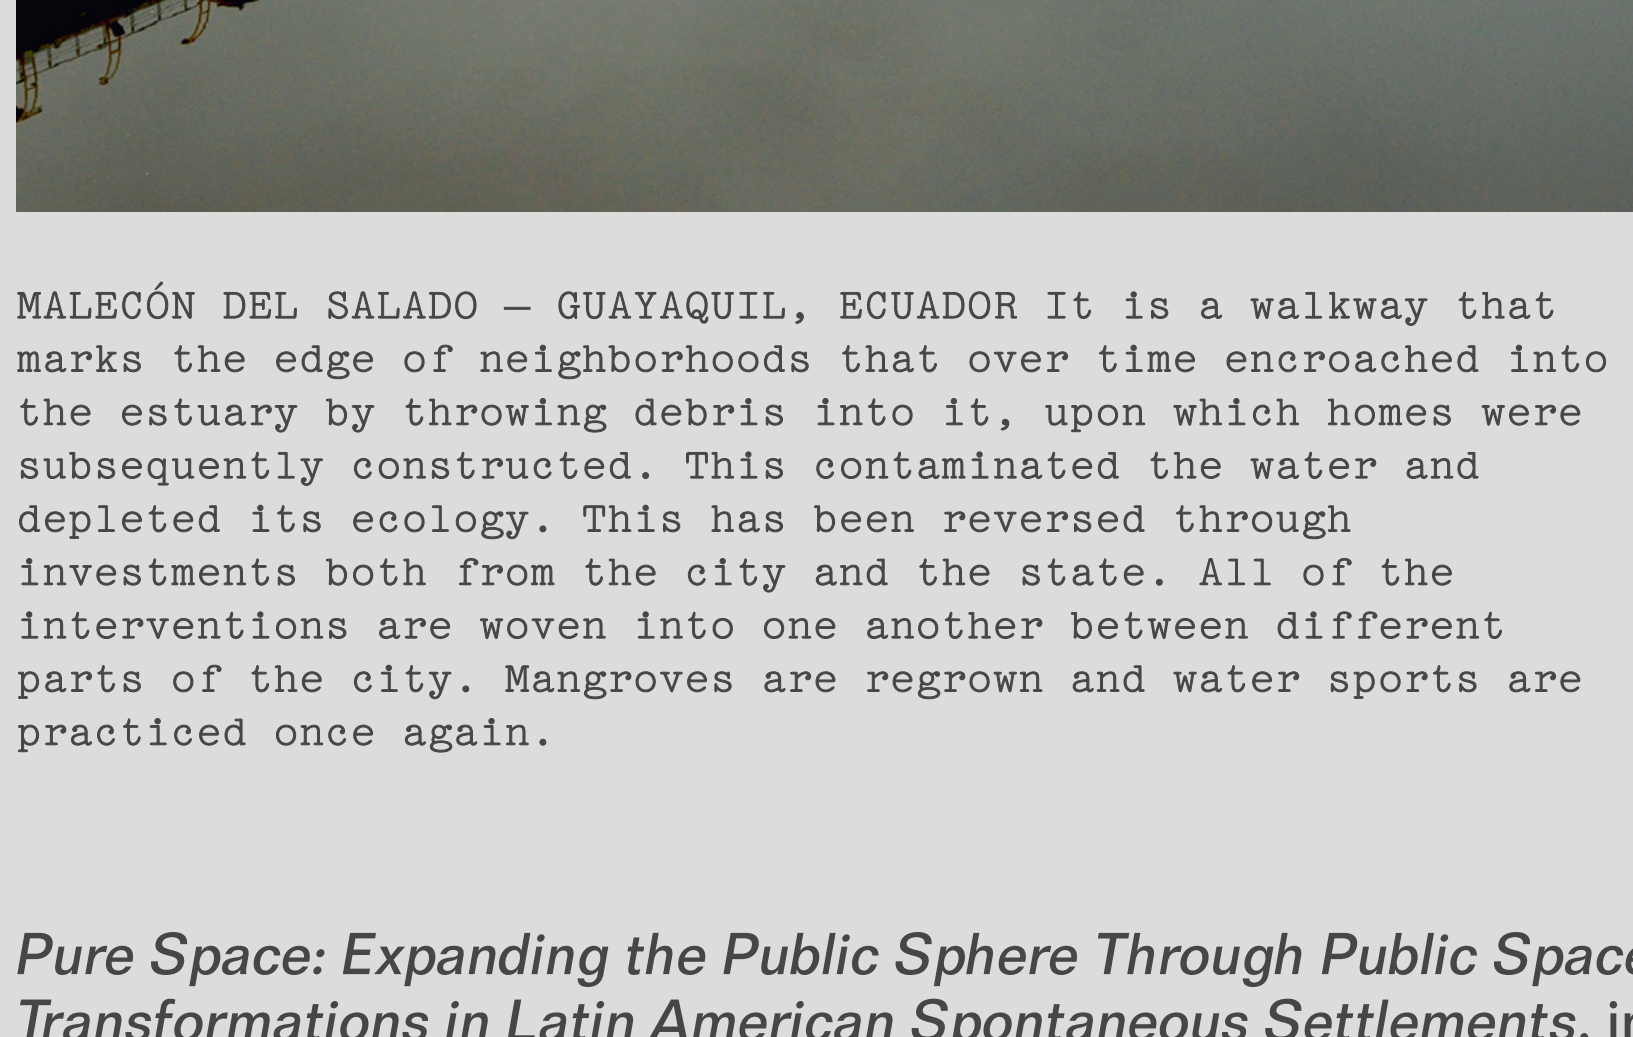 MALECÓN DEL SALADO — GUAYAQUIL, ECUADOR It is a walkway that
marks the edge of neighborhoods that over time encroached into
the estuary by throwing debris into it, upon which homes were
subsequently constructed. This contaminated the water and
depleted its ecology. This has been reversed through
investments both from the city and the state. All of the
interventions are woven into one another between different
parts of the city. Mangroves are regrown and water sports are
practiced once again.
Pure Space: Expanding the Public Sphere Through Public Space
Transformations in Latin American Spontaneous Settlements, in